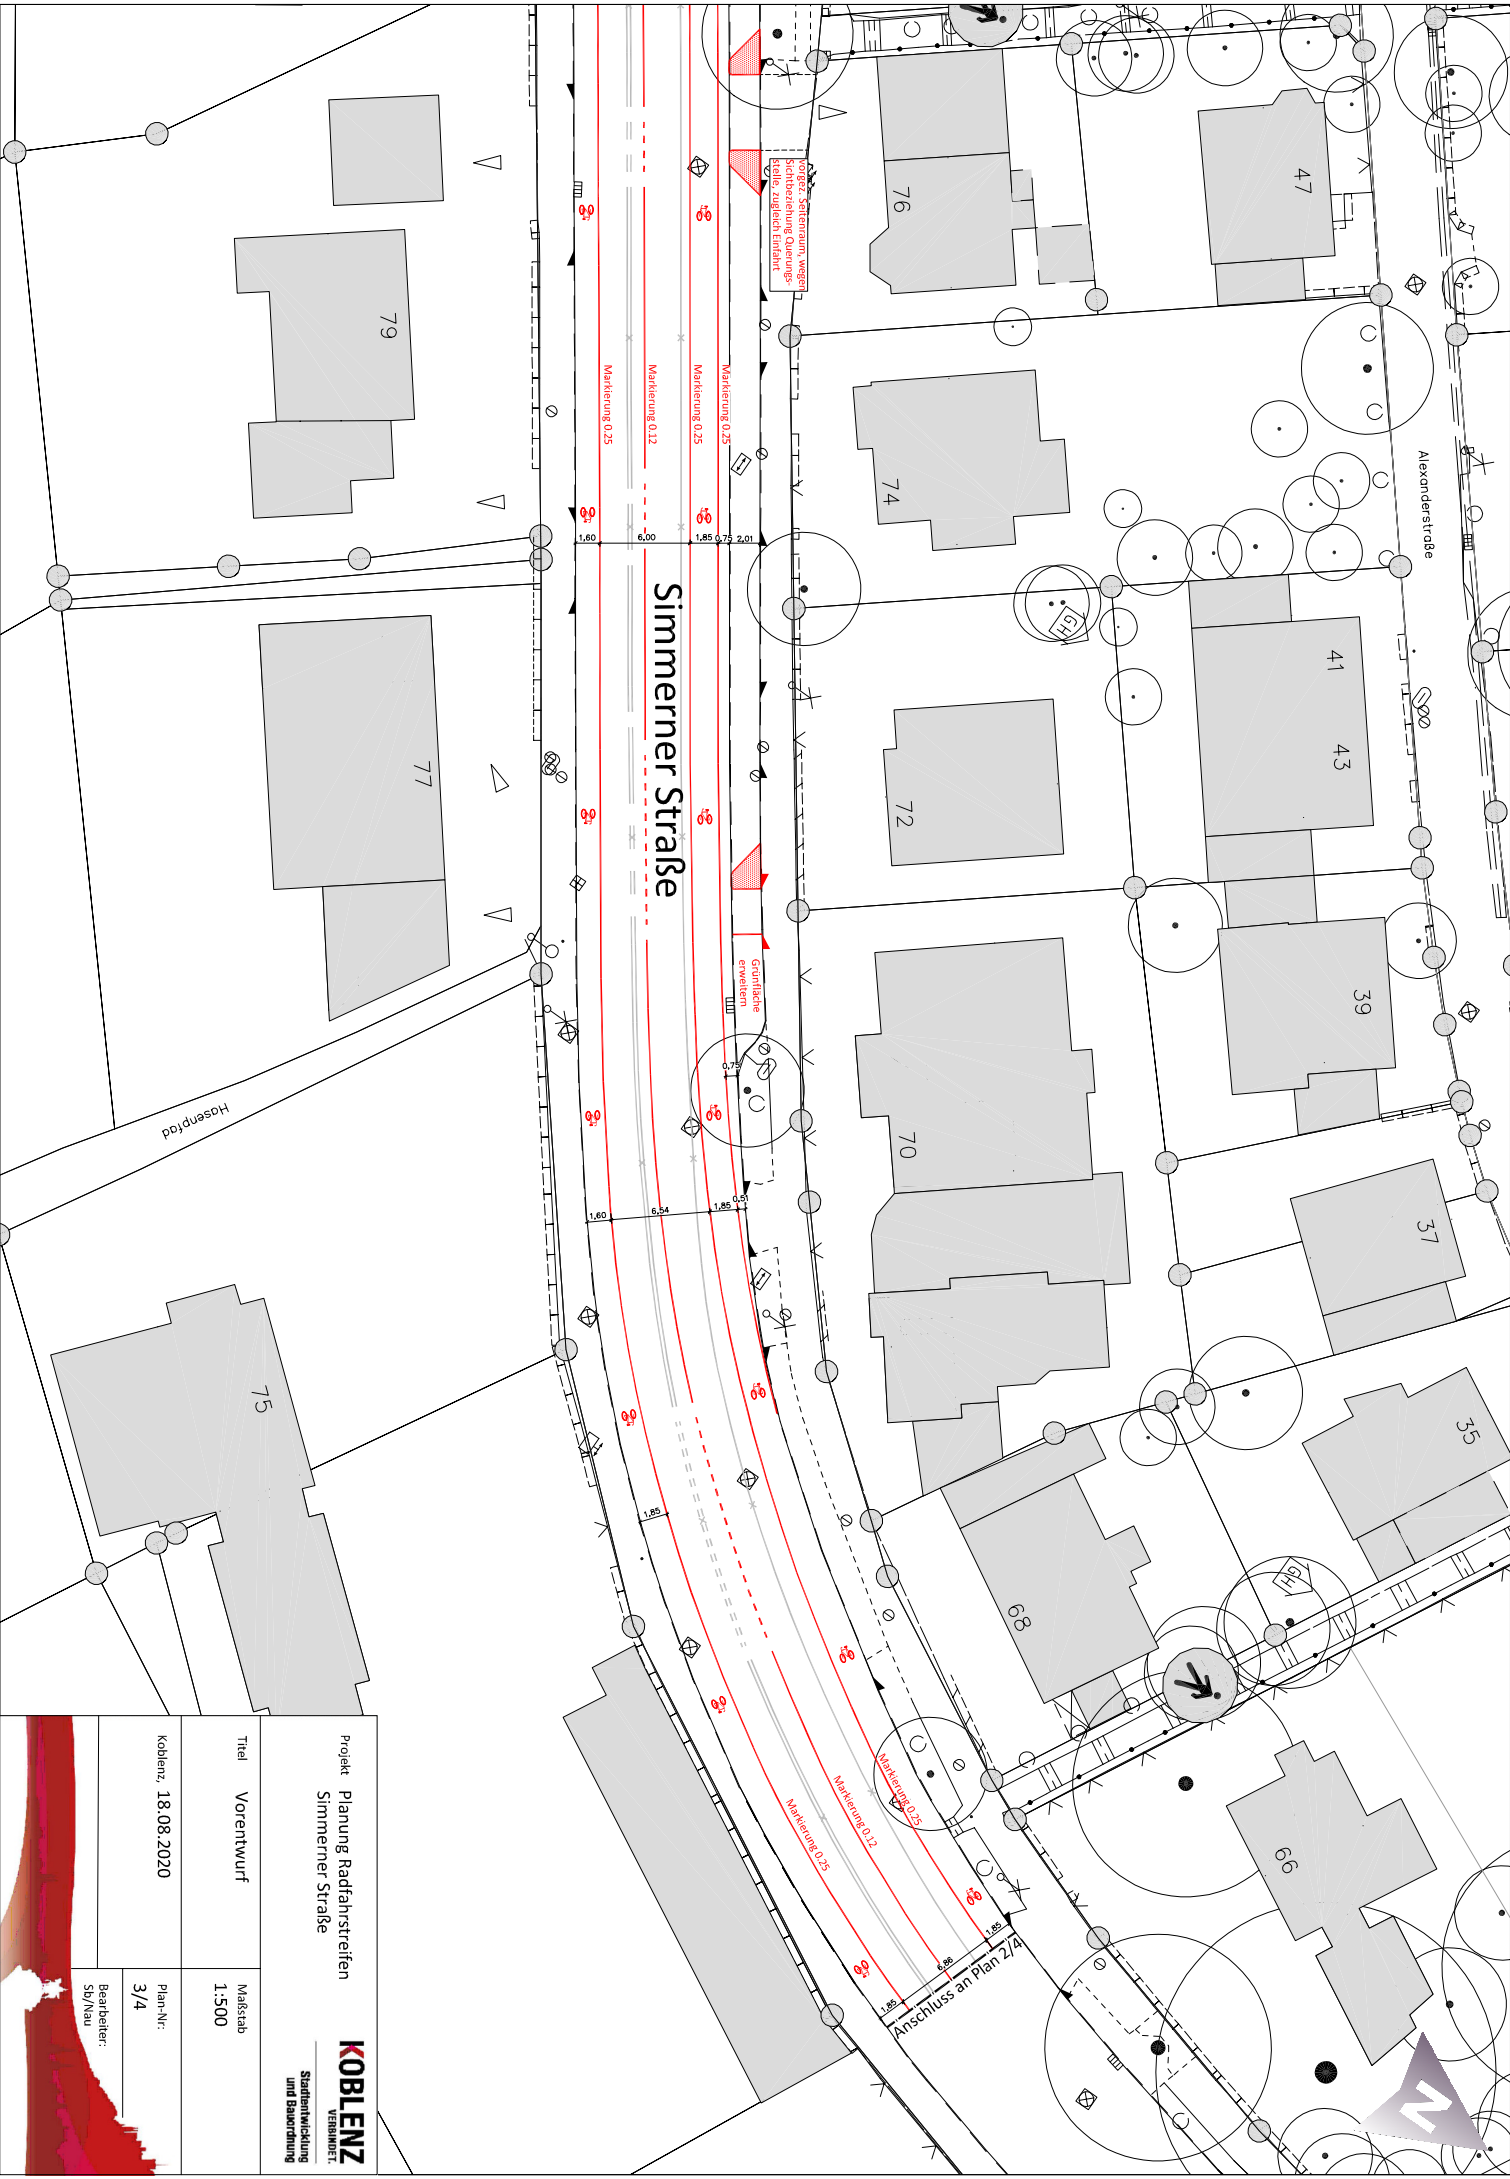 vorgez. Seitenraum, wegen
Sichtbeziehung Querungs-
stelle, zugleich Einfahrt
76
47
79
74
Alexanderstraße
Markierung 0.25
Markierung 0.12
Markierung 0.25
Markierung 0.25
1,60
6,00
1,85
0,75
2,01
Simmerner Straße
GH
41
43
77
72
39
Grünfläche
erweitern
0,75
70
Hasenpfad
37
1,60
6,54
1,85
0,51
75
35
1,85
68
GH
66
Markierung 0.25
Markierung 0.12
Markierung 0.25
1,85
6,86
1,85
Anschluss an Plan 2/4
N
Projekt Planung Radfahrstreifen
Simmerner Straße
KOBLENZ
VERBINDET.
Stadtentwicklung
und Bauordnung
Titel Vorentwurf
Maßstab
1:500
Koblenz, 18.08.2020
Plan-Nr:
3/4
Bearbeiter:
Sb/Nau